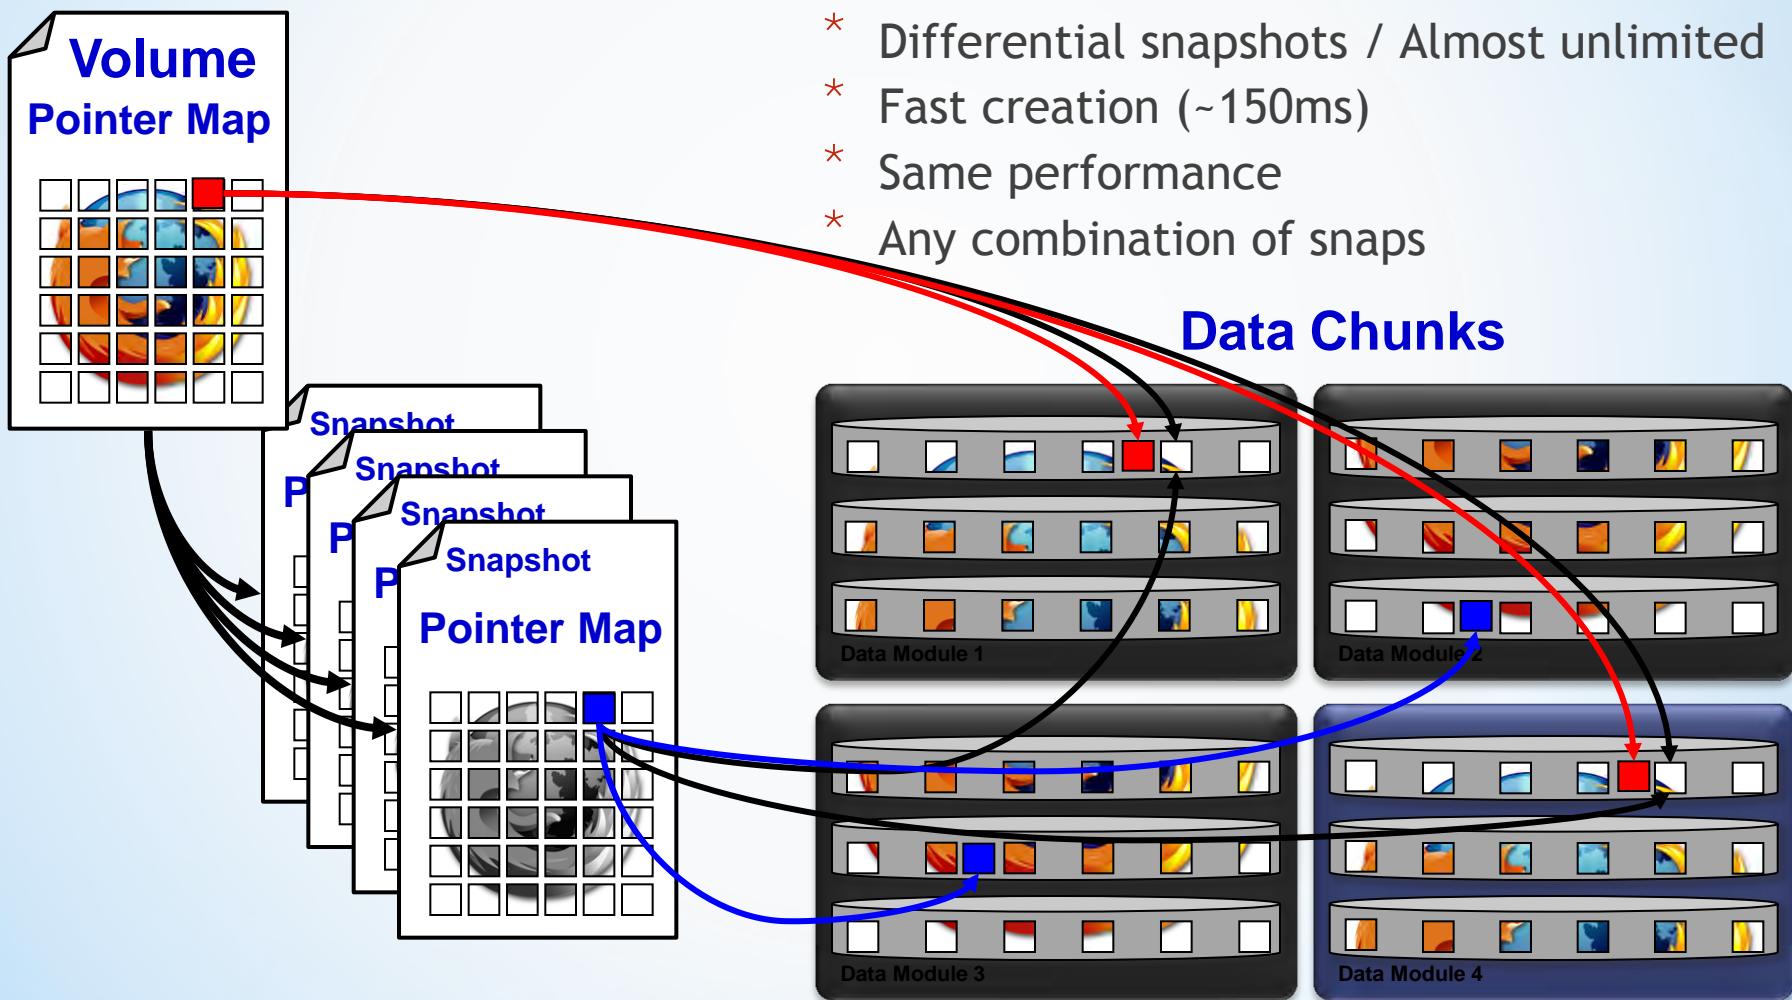 Volume
Pointer Map
* Differential snapshots / Almost unlimited
* Fast creation (~150ms)
* Same performance
* Any combination of snaps
Data Chunks
Snapshot
P
Snapshot
P
Snapshot
P
Snapshot
Pointer Map
Data Module 1
Data Module 2
Data Module 3
Data Module 4